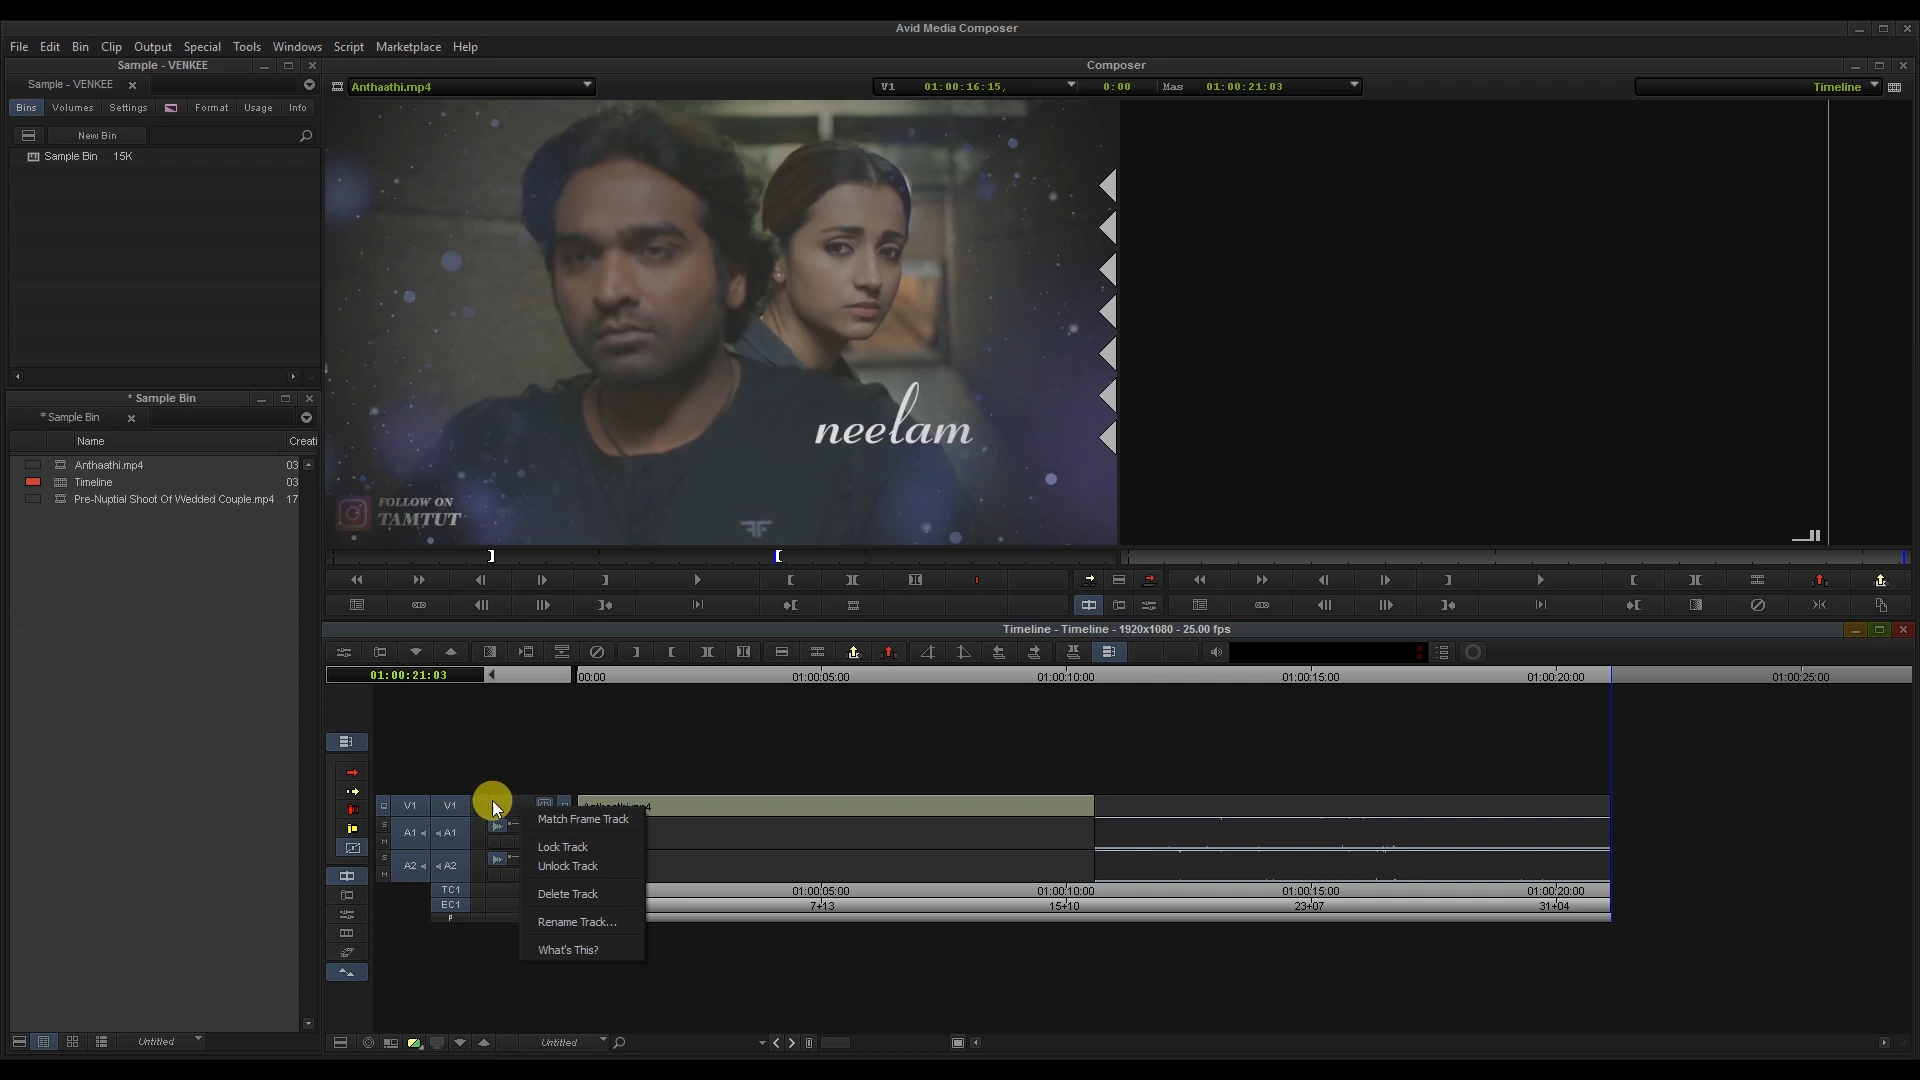 Avid Media Composer
File Edit Bin Clip Output Special Tools Windows Script Marketplace Help
Sample - VENKEE
Composer
Sample - VENKEE
Anthaathi.mp4
V1 01:00:16:15, 0:00 Mas 01:00:21:03
Timeline
Bins Volumes Settings Format Usage Info
New Bin
Sample Bin 15K
neelam
FOLLOW ON
TAMTUT
* Sample Bin
* Sample Bin
Name Creati
Anthaathi.mp4 03
Timeline 03
Pre-Nuptial Shoot Of Wedded Couple.mp4 17
Timeline - Timeline - 1920x1080 - 25.00 fps
01:00:21:03
00:00 01:00:05:00 01:00:10:00 01:00:15:00 01:00:20:00 01:00:25:00
V1 V1
S A1 A1
M
S A2 A2
M
TC1 01:00:05:00 01:00:10:00 01:00:15:00 01:00:20:00
EC1 7+13 15+10 23+07 31+04
Match Frame Track
Lock Track
Unlock Track
Delete Track
Rename Track...
What's This?
Untitled
Untitled